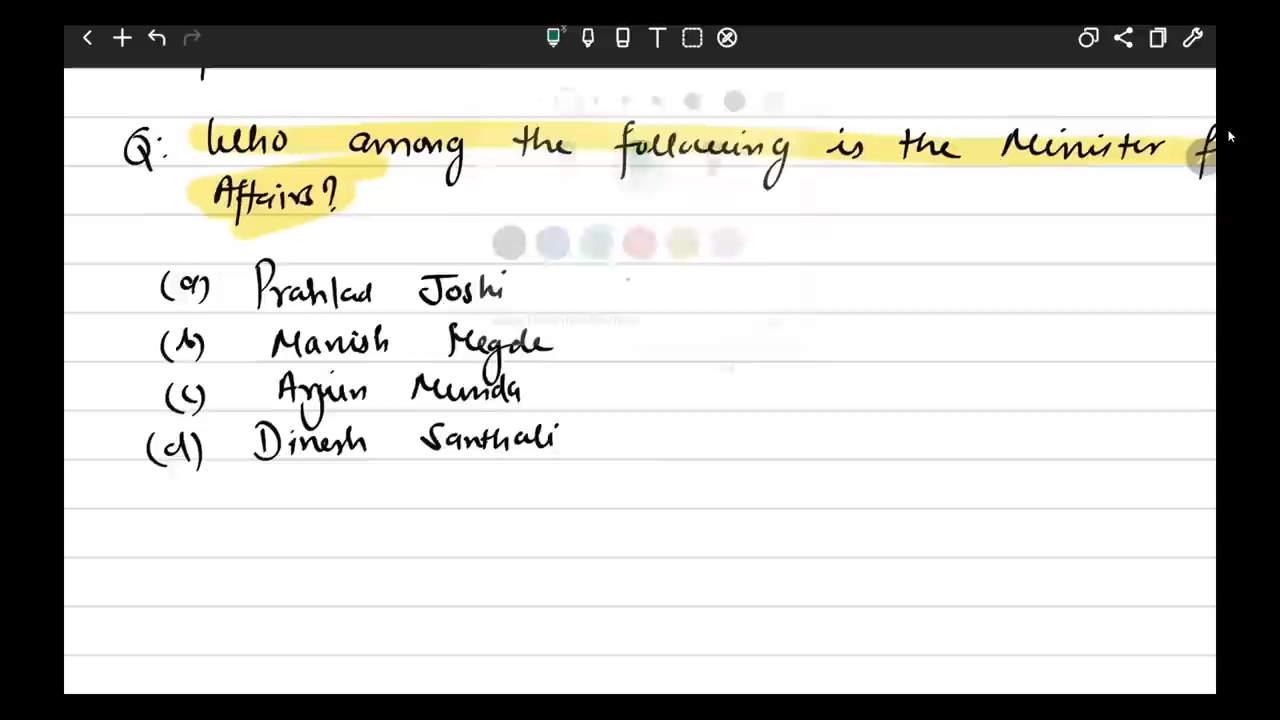 Q: Who among the following is the Minister f
Affairs?
(a) Prahlad Joshi
(b) Manish Hegde
(c) Arjun Munda
(d) Dinesh Santhali